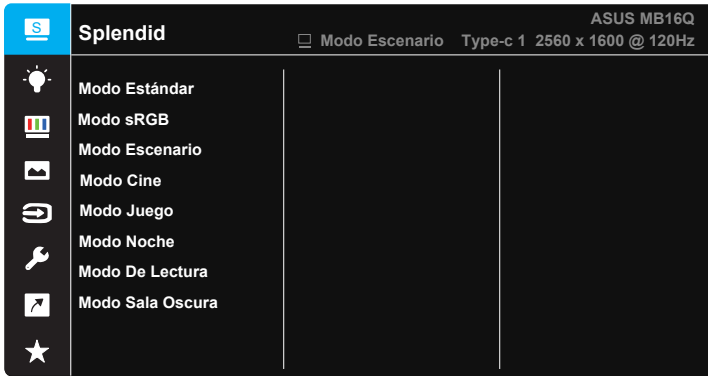 S
Splendid
ASUS MB16Q
Modo Escenario Type-c 1 2560 x 1600 @ 120Hz
Modo Estándar
Modo sRGB
Modo Escenario
Modo Cine
Modo Juego
Modo Noche
Modo De Lectura
Modo Sala Oscura